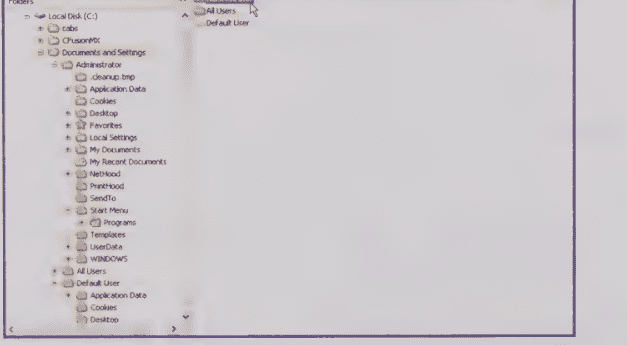 Folders
Local Disk (C:)
cabs
CFusionMX
Documents and Settings
Administrator
.cleanup.tmp
Application Data
Cookies
Desktop
Favorites
Local Settings
My Documents
My Recent Documents
NetHood
PrintHood
SendTo
Start Menu
Programs
Templates
UserData
WINDOWS
All Users
Default User
Application Data
Cookies
Desktop
All Users
Default User